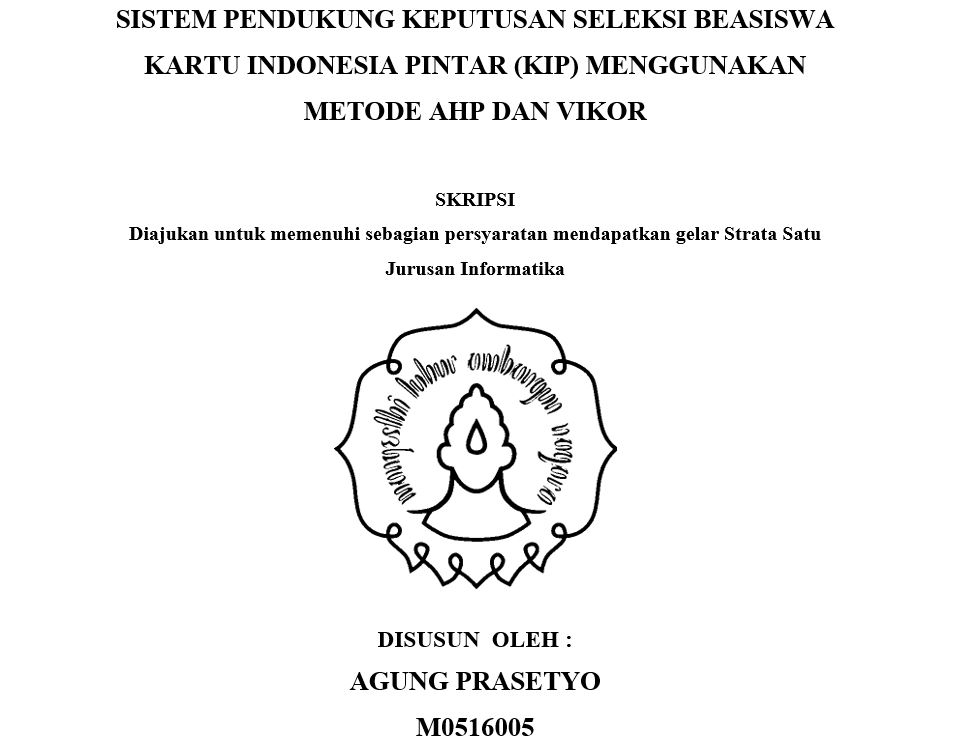 SISTEM PENDUKUNG KEPUTUSAN SELEKSI BEASISWA
KARTU INDONESIA PINTAR (KIP) MENGGUNAKAN
METODE AHP DAN VIKOR
SKRIPSI
Diajukan untuk memenuhi sebagian persyaratan mendapatkan gelar Strata Satu
Jurusan Informatika
mangesthi luhur ambangun nagara
DISUSUN OLEH :
AGUNG PRASETYO
M0516005